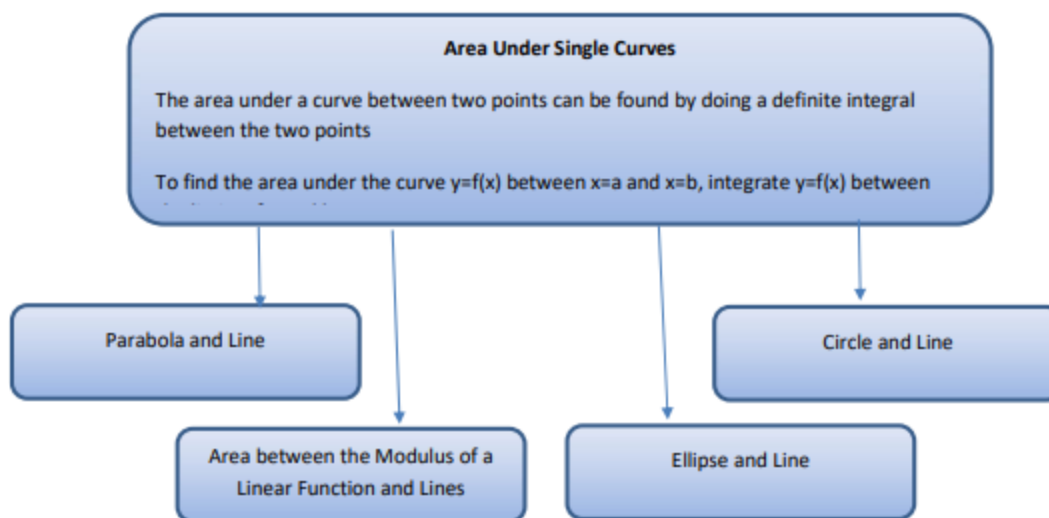 Area Under Single Curves
The area under a curve between two points can be found by doing a definite integral
between the two points
To find the area under the curve y=f(x) between x=a and x=b, integrate y=f(x) between
Parabola and Line
Circle and Line
Area between the Modulus of a
Linear Function and Lines
Ellipse and Line